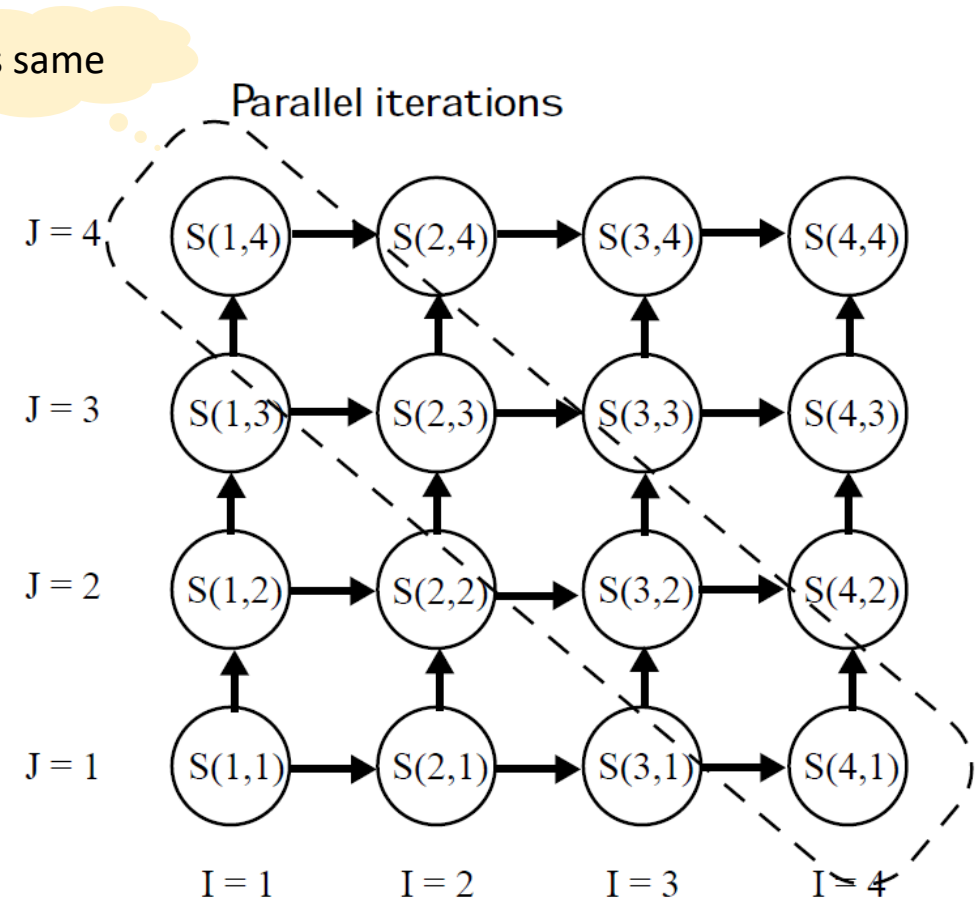 s same
Parallel iterations
J = 4 S(1,4) S(2,4) S(3,4) S(4,4)
J = 3 S(1,3) S(2,3) S(3,3) S(4,3)
J = 2 S(1,2) S(2,2) S(3,2) S(4,2)
J = 1 S(1,1) S(2,1) S(3,1) S(4,1)
I = 1 I = 2 I = 3 I = 4